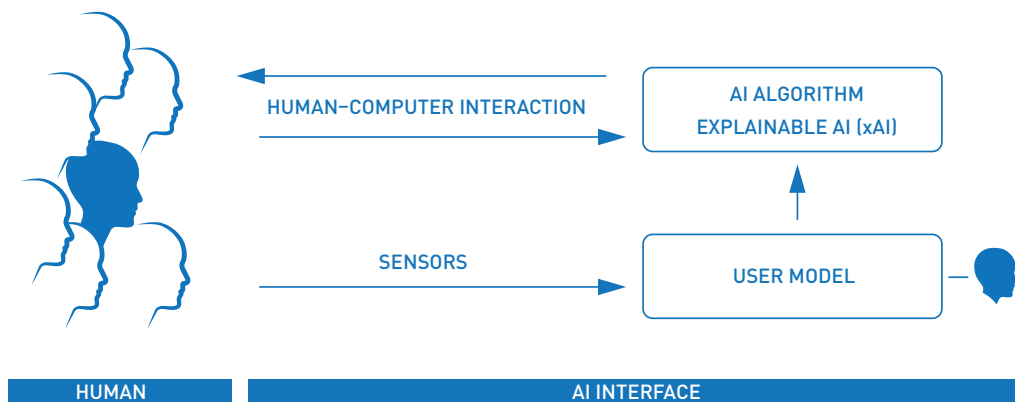 HUMAN–COMPUTER INTERACTION
AI ALGORITHM
EXPLAINABLE AI (xAI)
SENSORS
USER MODEL
HUMAN
AI INTERFACE